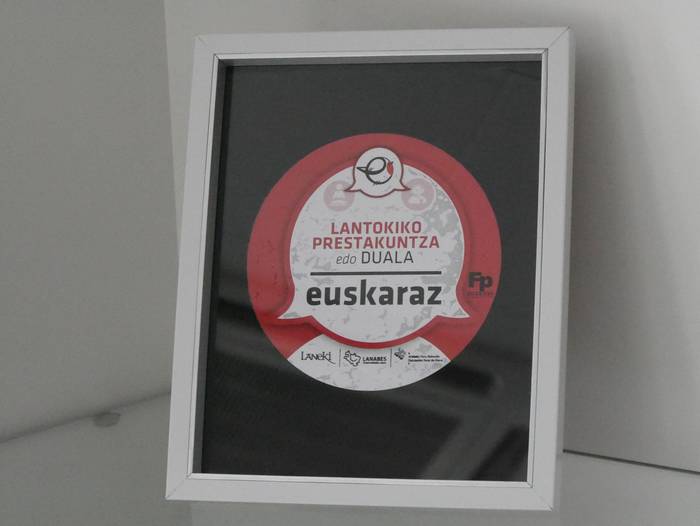 LANTOKIKO
PRESTAKUNTZA
edo DUALA
euskaraz
Fp
LANEKI
LANABES